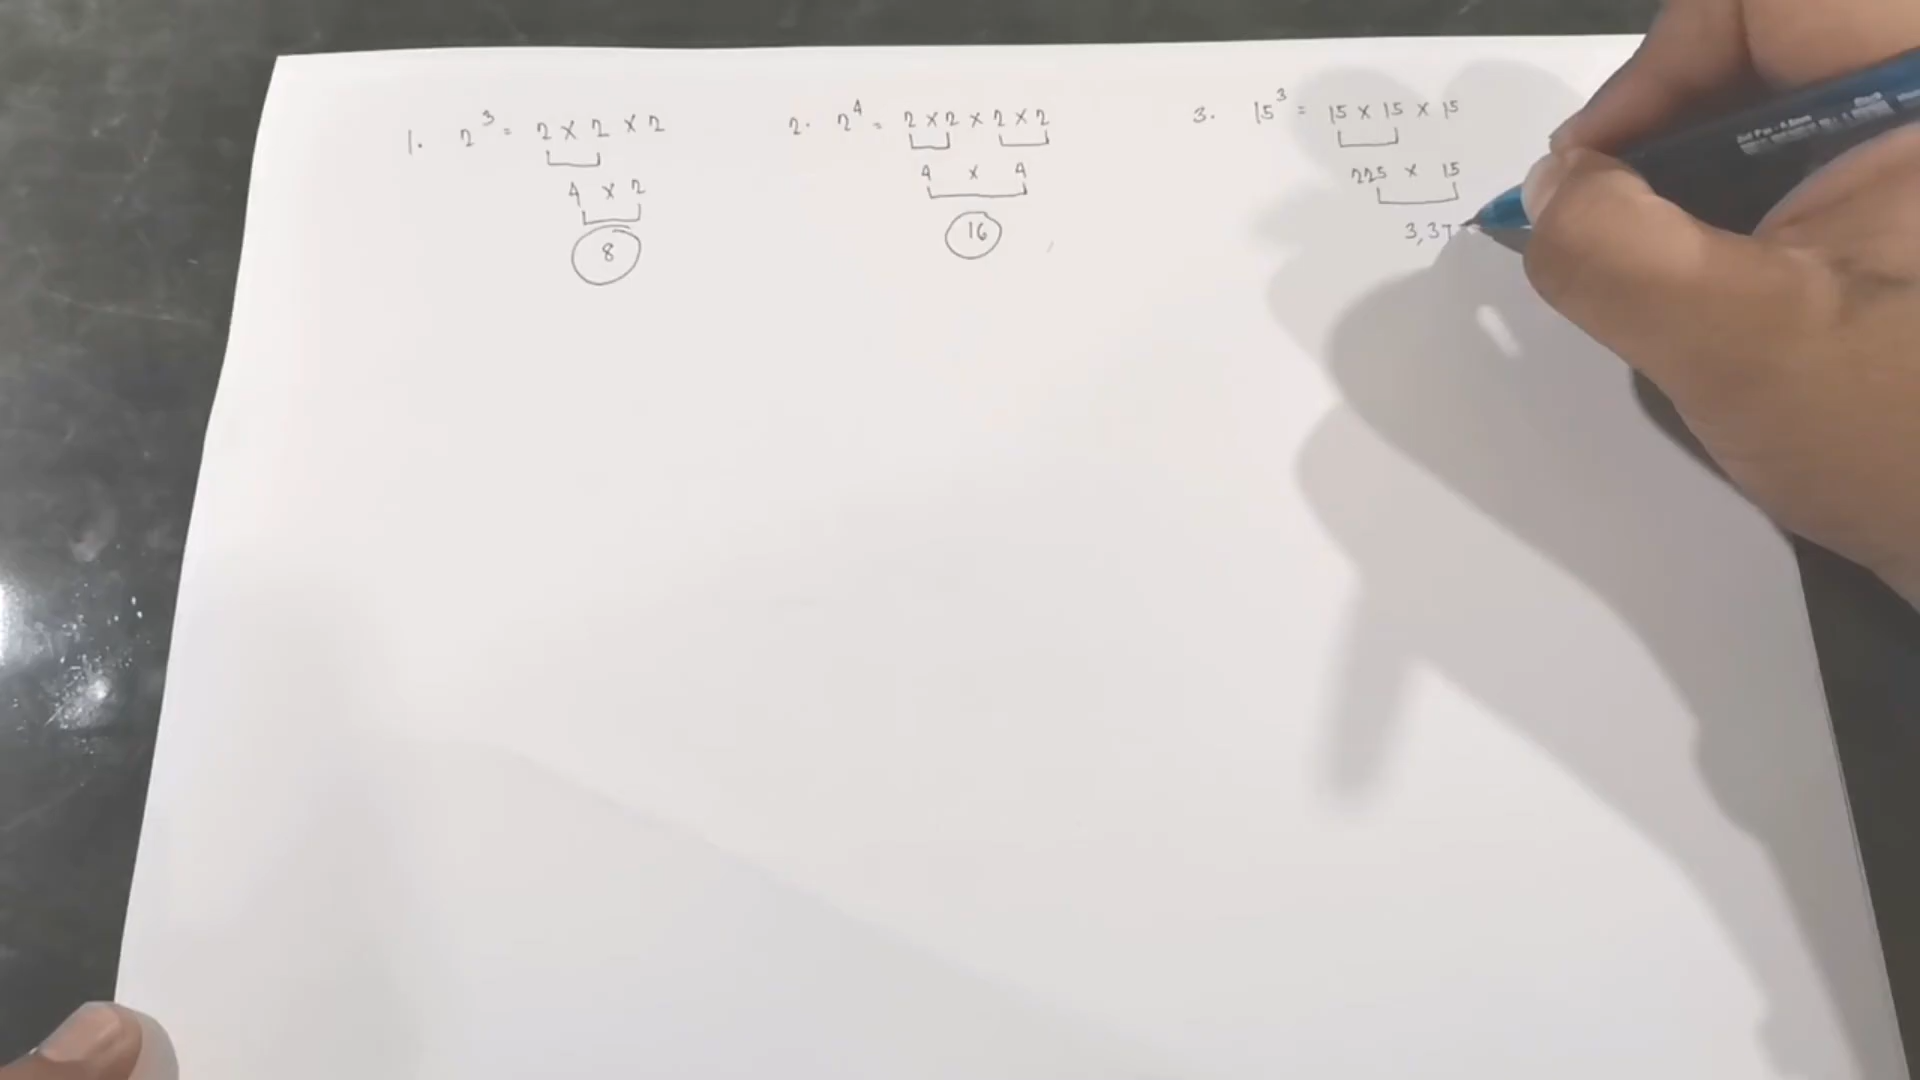 1. 2³ = 2 x 2 x 2
4 x 2
8
2. 2⁴ = 2 x 2 x 2 x 2
4 x 4
16
3. 15³ = 15 x 15 x 15
225 x 15
3,37